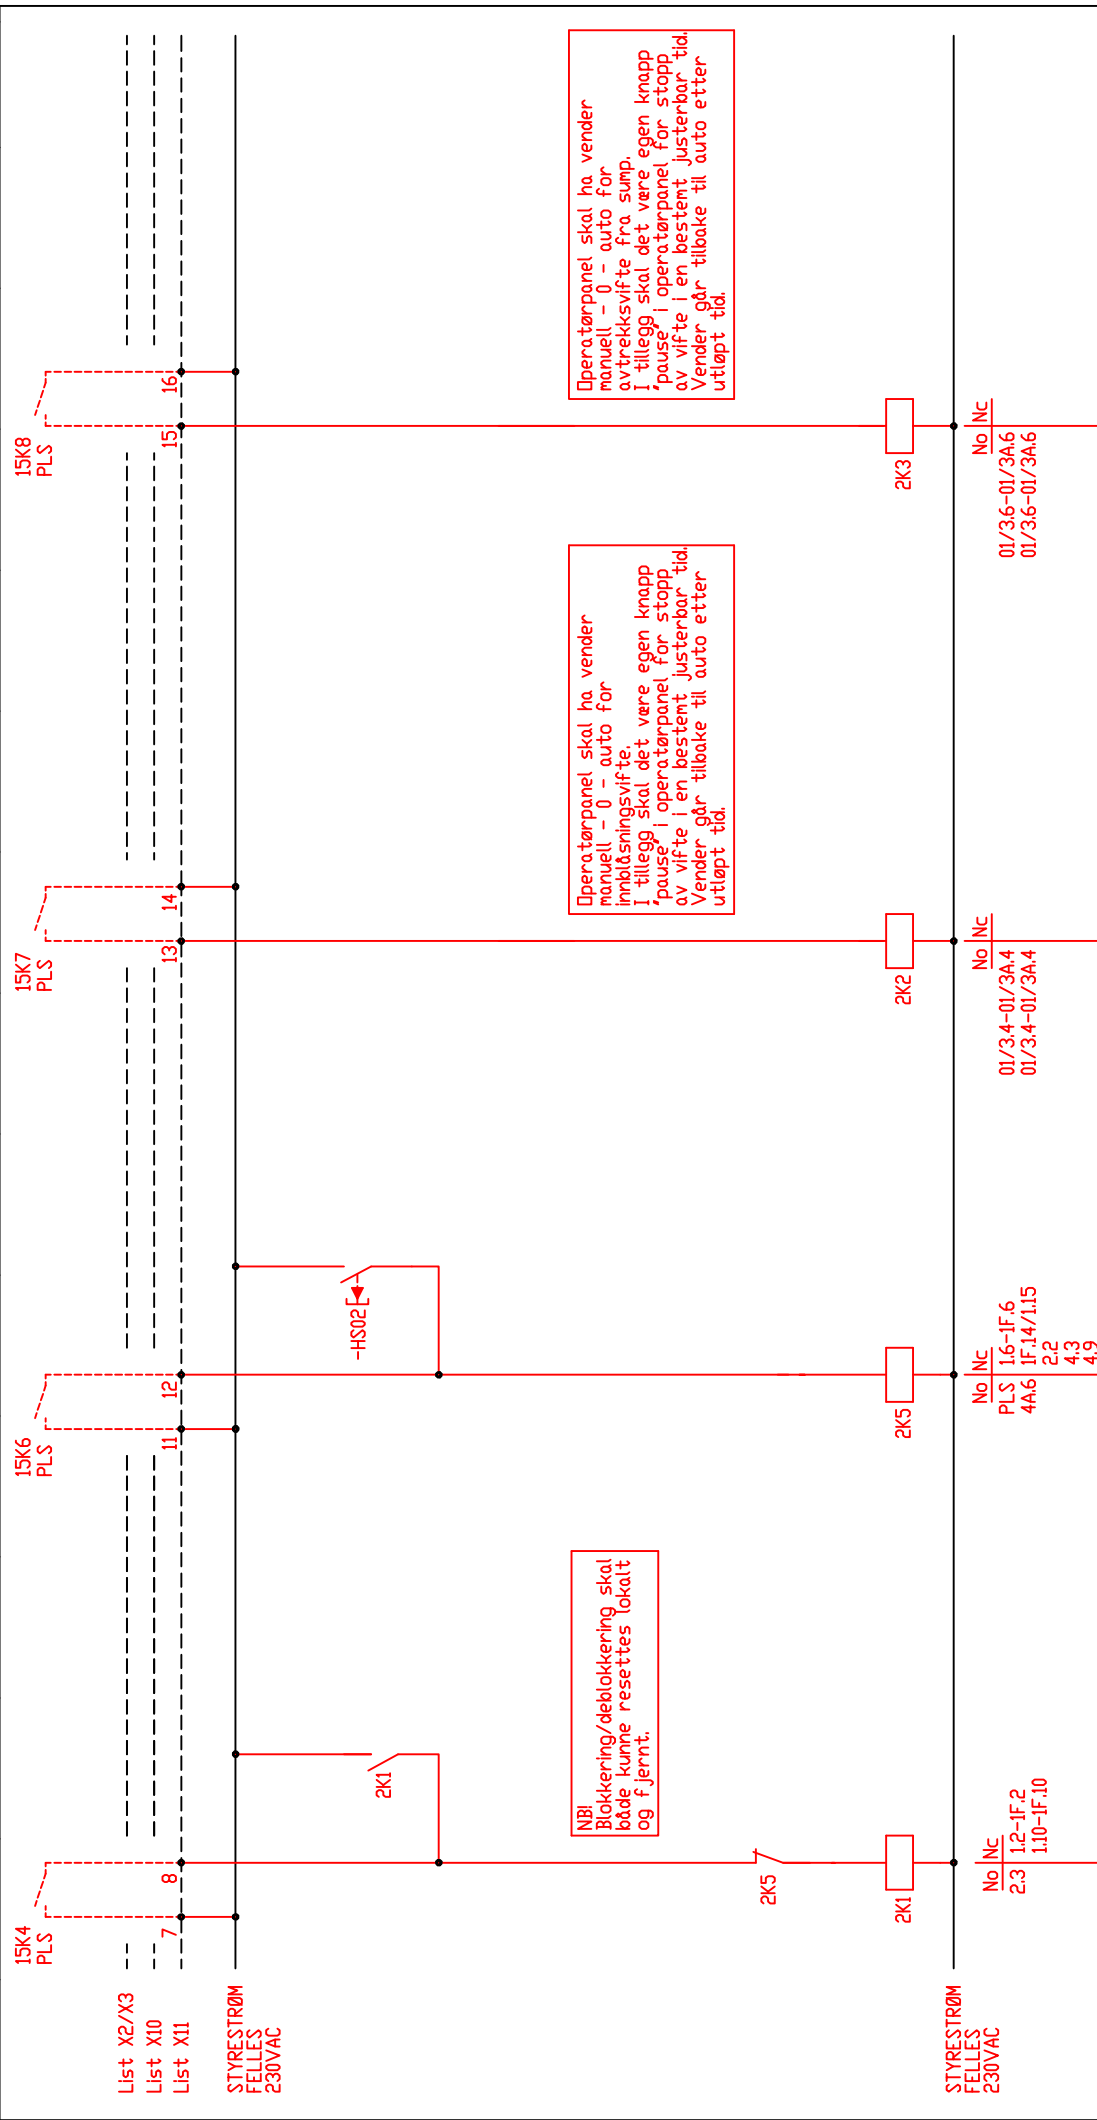 15K4
PLS
15K6
PLS
15K7
PLS
15K8
PLS
List X2/X3
List X10
List X11
7
8
11
12
13
14
15
16
STYRESTRØM
FELLES
230VAC
2K1
-HS02
NB!
Blokkering/deblokkering skal
både kunne resettes lokalt
og fjernt.
Operatørpanel skal ha vender
manuell - 0 - auto for
innblåsningsvifte.
I tillegg skal det være egen knapp
"pause" i operatørpanel for stopp
av vifte i en bestemt justerbar tid.
Vender går tilbake til auto etter
utløpt tid.
Operatørpanel skal ha vender
manuell - 0 - auto for
avtrekksvifte fra sump.
I tillegg skal det være egen knapp
"pause" i operatørpanel for stopp
av vifte i en bestemt justerbar tid.
Vender går tilbake til auto etter
utløpt tid.
2K5
2K1
2K5
2K2
2K3
STYRESTRØM
FELLES
230VAC
No Nc
2.3 1.2-1F.2
1.10-1F.10
No Nc
PLS 1.6-1F.6
4A.6 1F.14/1.15
2.2
4.3
4.9
No Nc
01/3.4-01/3A.4
01/3.4-01/3A.4
No Nc
01/3.6-01/3A.6
01/3.6-01/3A.6